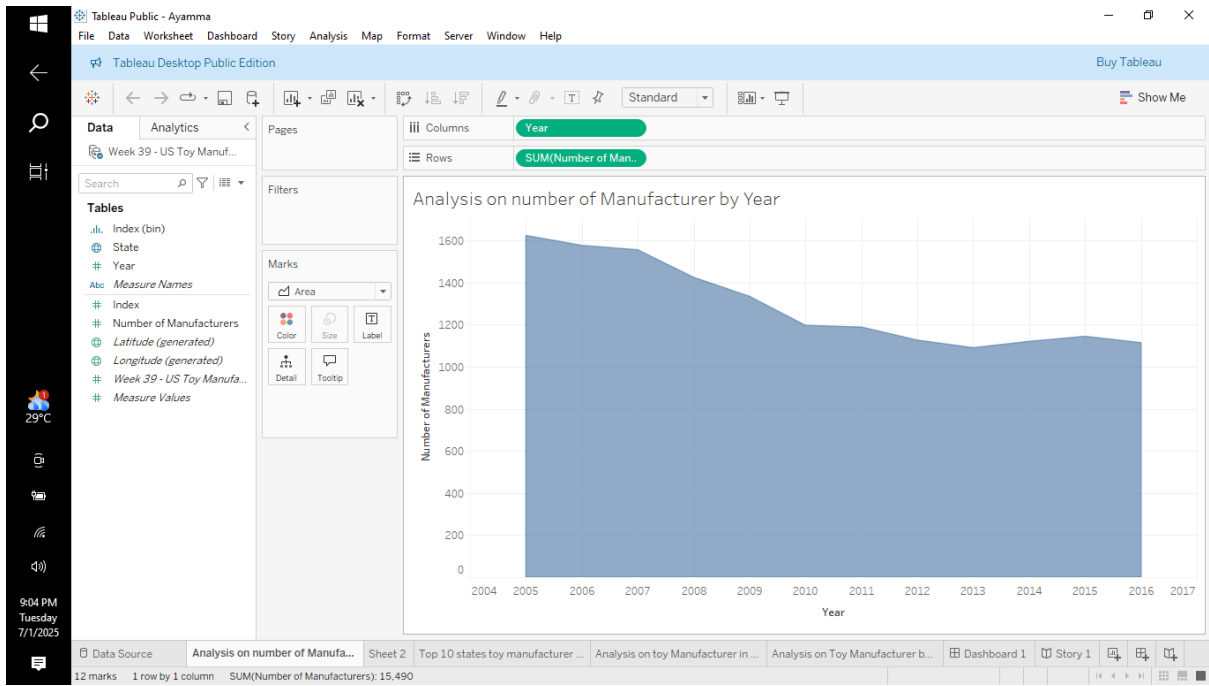 Tableau Public - Ayamma
File Data Worksheet Dashboard Story Analysis Map Format Server Window Help
Tableau Desktop Public Edition
Buy Tableau
Standard
Show Me
Data Analytics
Week 39 - US Toy Manuf...
Search
Tables
Index (bin)
State
# Year
Abc Measure Names
# Index
# Number of Manufacturers
Latitude (generated)
Longitude (generated)
# Week 39 - US Toy Manufa...
# Measure Values
Pages
Filters
Marks
Area
Color Size Label
Detail Tooltip
Columns Year
Rows SUM(Number of Man..
Analysis on number of Manufacturer by Year
Number of Manufacturers
1600
1400
1200
1000
800
600
400
200
0
2004 2005 2006 2007 2008 2009 2010 2011 2012 2013 2014 2015 2016 2017
Year
1
29°C
9:04 PM
Tuesday
7/1/2025
Data Source Analysis on number of Manufa... Sheet 2 Top 10 states toy manufacturer ... Analysis on toy Manufacturer in ... Analysis on Toy Manufacturer b... Dashboard 1 Story 1
12 marks 1 row by 1 column SUM(Number of Manufacturers): 15,490